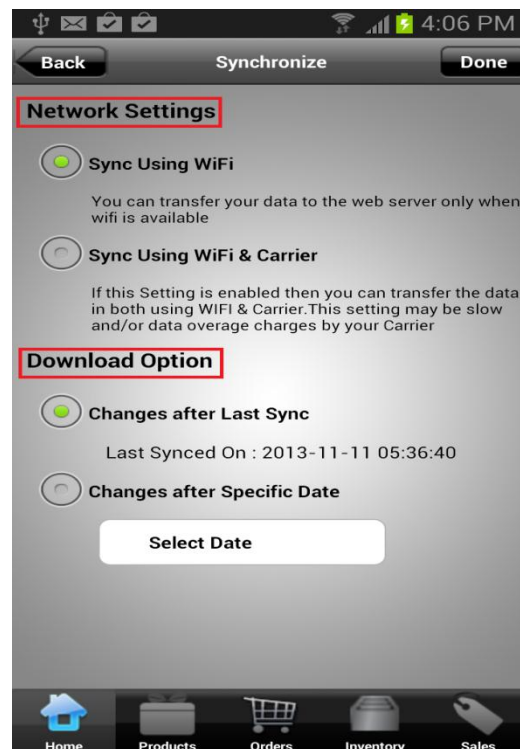 4:06 PM
Back
Synchronize
Done
Network Settings
Sync Using WiFi
You can transfer your data to the web server only when
wifi is available
Sync Using WiFi & Carrier
If this Setting is enabled then you can transfer the data
in both using WIFI & Carrier.This setting may be slow
and/or data overage charges by your Carrier
Download Option
Changes after Last Sync
Last Synced On : 2013-11-11 05:36:40
Changes after Specific Date
Select Date
Home
Products
Orders
Inventory
Sales